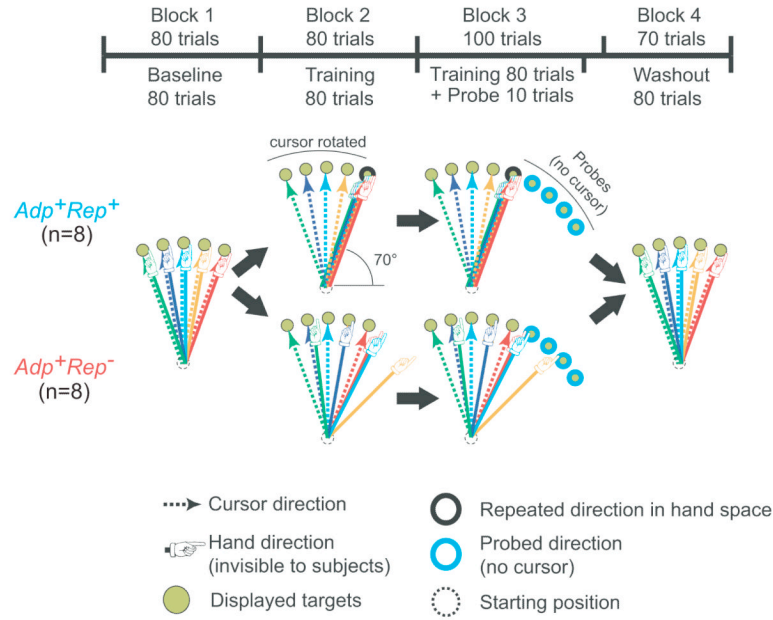 Block 1
80 trials
Block 2
80 trials
Block 3
100 trials
Block 4
70 trials
Baseline
80 trials
Training
80 trials
Training 80 trials
+ Probe 10 trials
Washout
80 trials
cursor rotated
Probes
(no cursor)
Adp+Rep+
(n=8)
70°
Adp+Rep-
(n=8)
Cursor direction
Hand direction
(invisible to subjects)
Displayed targets
Repeated direction in hand space
Probed direction
(no cursor)
Starting position